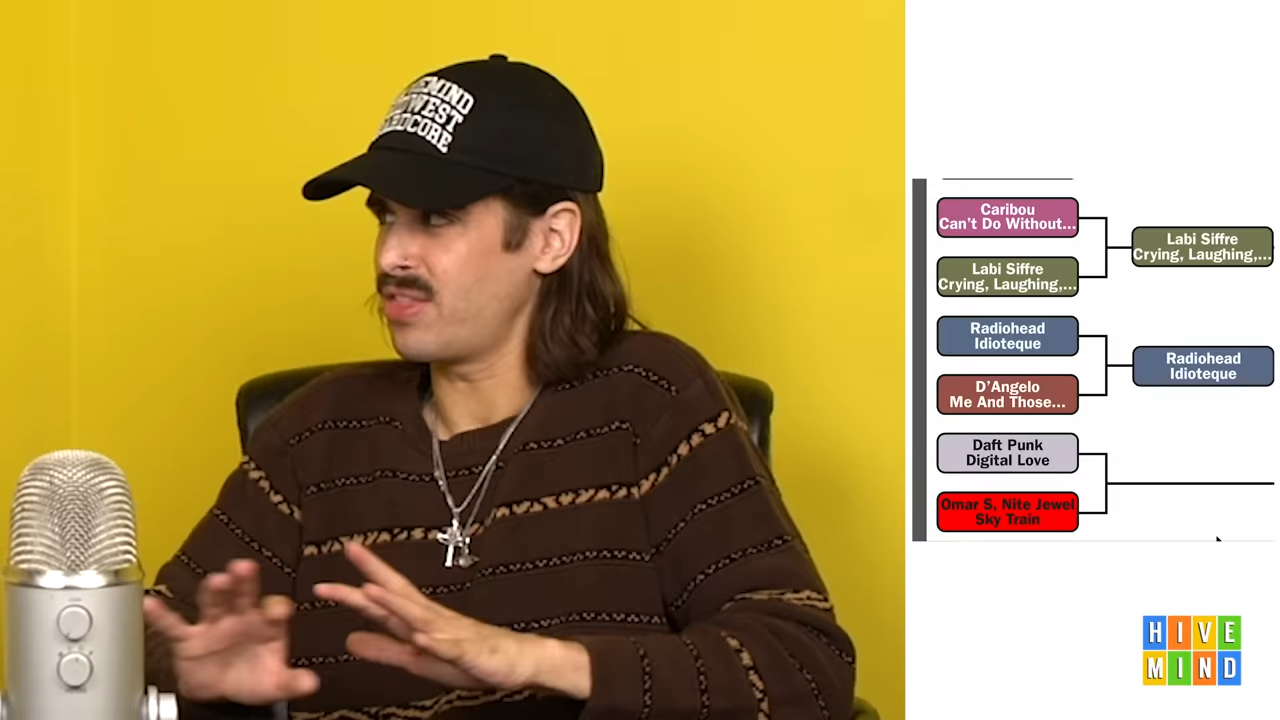 WEST
Caribou
Can't Do Without...
Labi Siffre
Crying, Laughing,...
Labi Siffre
Crying, Laughing,...
Radiohead
Idioteque
Radiohead
Idioteque
D'Angelo
Me And Those...
Daft Punk
Digital Love
Omar S, Nite Jewel
Sky Train
HIVE
MIND